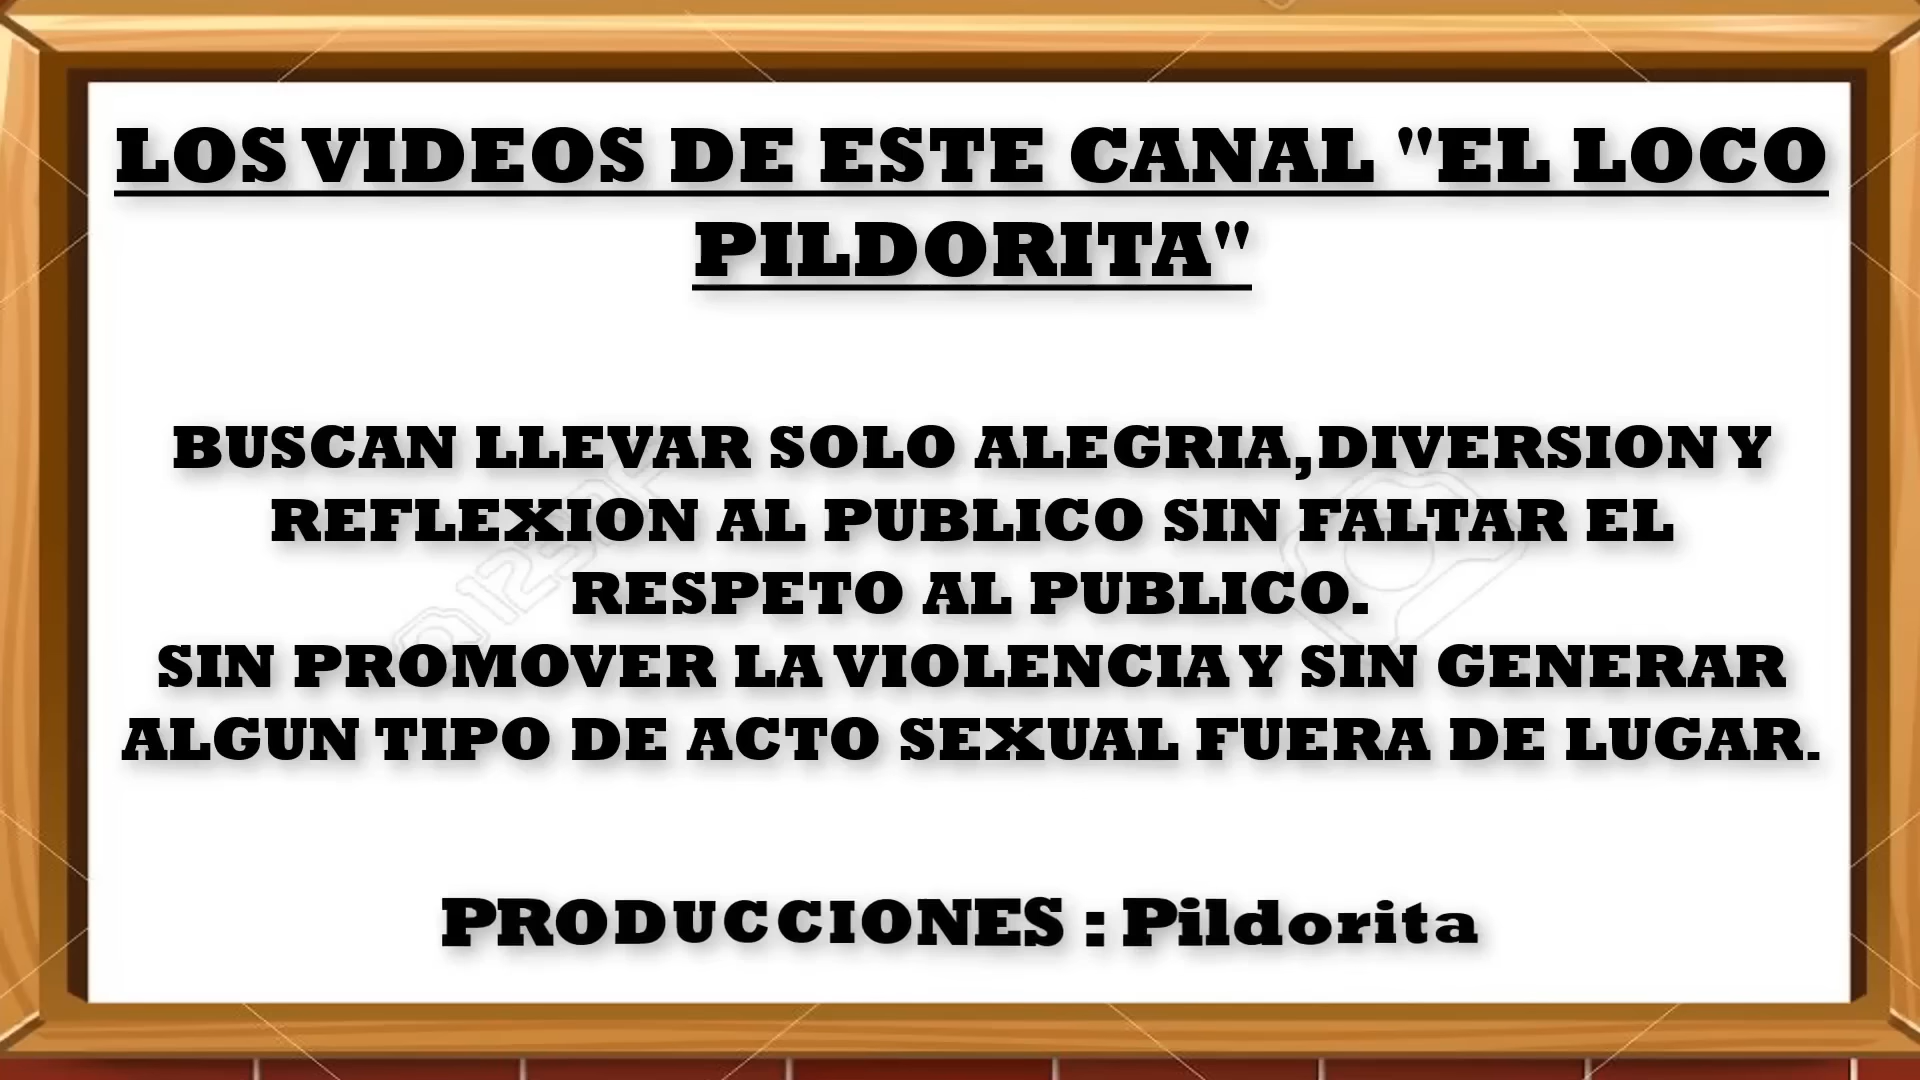 LOS VIDEOS DE ESTE CANAL "EL LOCO
PILDORITA"
BUSCAN LLEVAR SOLO ALEGRIA,DIVERSION Y
REFLEXION AL PUBLICO SIN FALTAR EL
RESPETO AL PUBLICO.
SIN PROMOVER LA VIOLENCIA Y SIN GENERAR
ALGUN TIPO DE ACTO SEXUAL FUERA DE LUGAR.
PRODUCCIONES : Pildorita